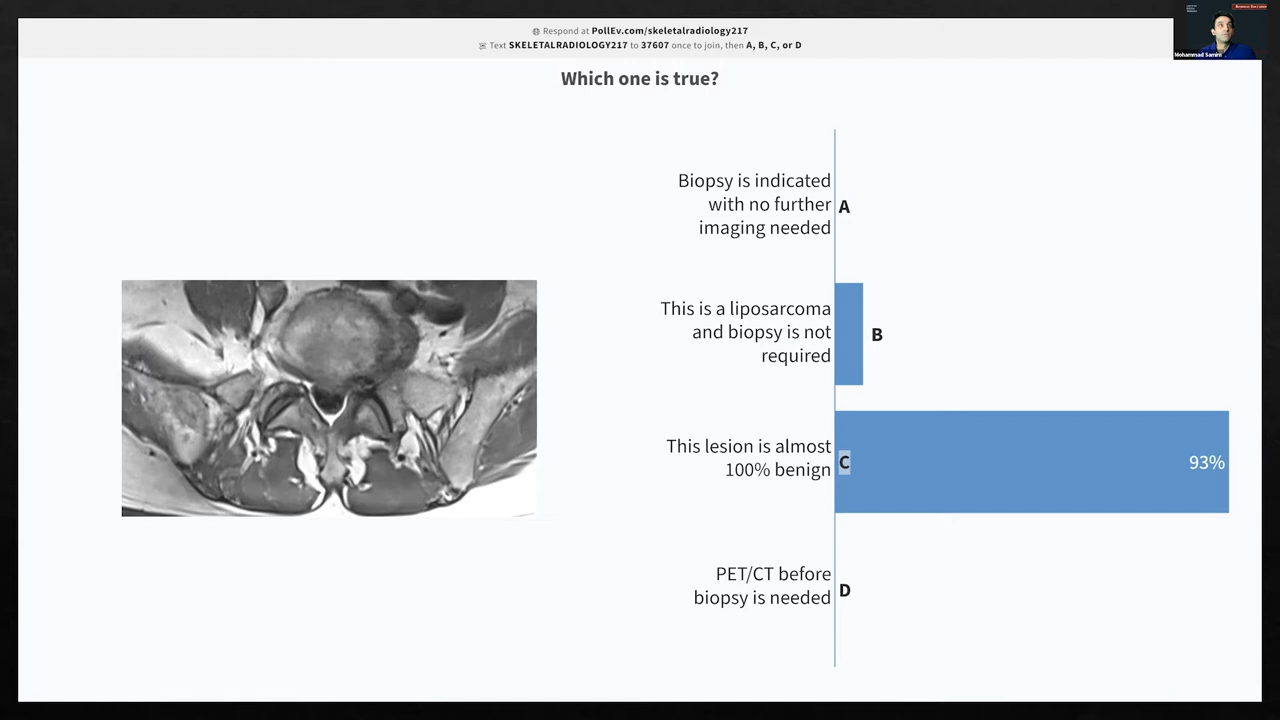 Respond at PollEv.com/skeletalradiology217
Text SKELETALRADIOLOGY217 to 37607 once to join, then A, B, C, or D
Which one is true?
Biopsy is indicated
with no further
imaging needed
A
This is a liposarcoma
and biopsy is not
required
B
This lesion is almost
100% benign
C
93%
PET/CT before
biopsy is needed
D